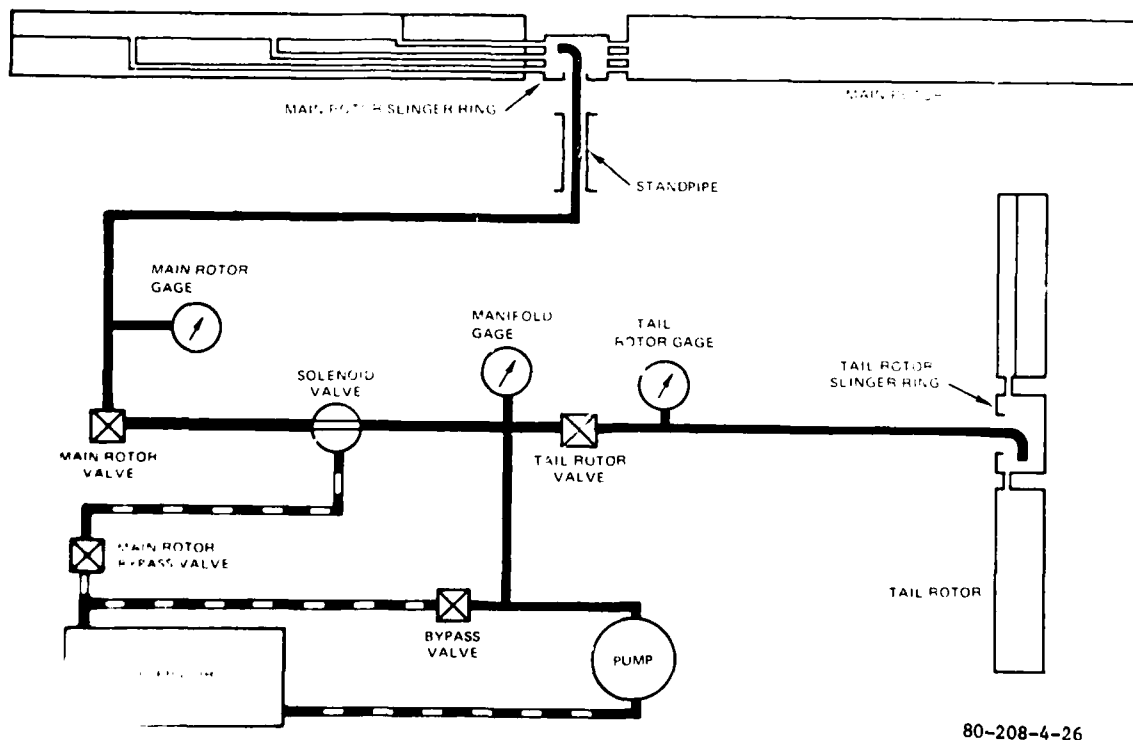 MAIN ROTOR SLINGER RING
MAIN ROTOR
STANDPIPE
MAIN ROTOR
GAGE
MANIFOLD
GAGE
TAIL
ROTOR GAGE
TAIL ROTOR
SLINGER RING
SOLENOID
VALVE
MAIN ROTOR
VALVE
TAIL ROTOR
VALVE
MAIN ROTOR
BYPASS VALVE
BYPASS
VALVE
PUMP
TAIL ROTOR
80-208-4-26